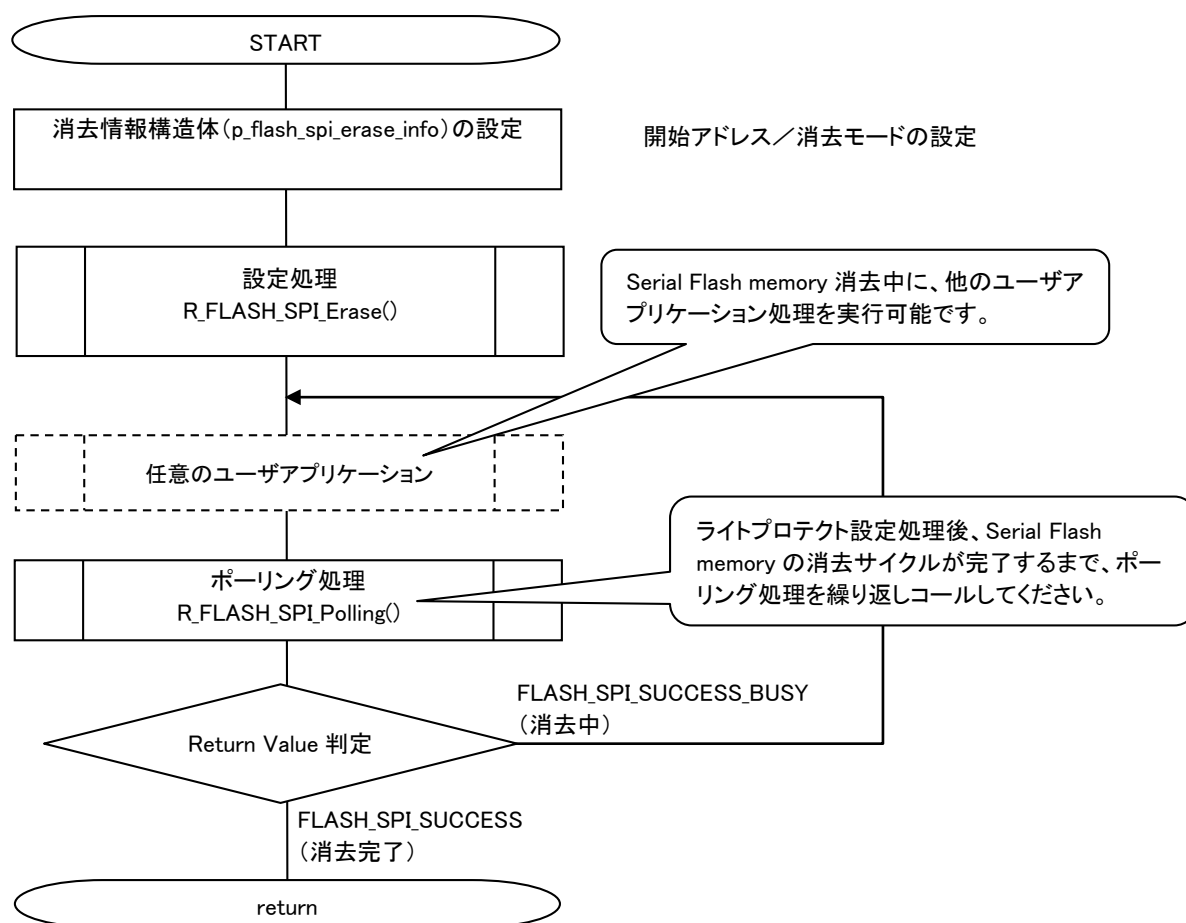 START
消去情報構造体（p_flash_spi_erase_info）の設定
開始アドレス／消去モードの設定
設定処理
R_FLASH_SPI_Erase()
Serial Flash memory 消去中に、他のユーザア
プリケーション処理を実行可能です。
任意のユーザアプリケーション
ライトプロテクト設定処理後、Serial Flash
memory の消去サイクルが完了するまで、ポー
リング処理を繰り返しコールしてください。
ポーリング処理
R_FLASH_SPI_Polling()
FLASH_SPI_SUCCESS_BUSY
（消去中）
Return Value 判定
FLASH_SPI_SUCCESS
（消去完了）
return